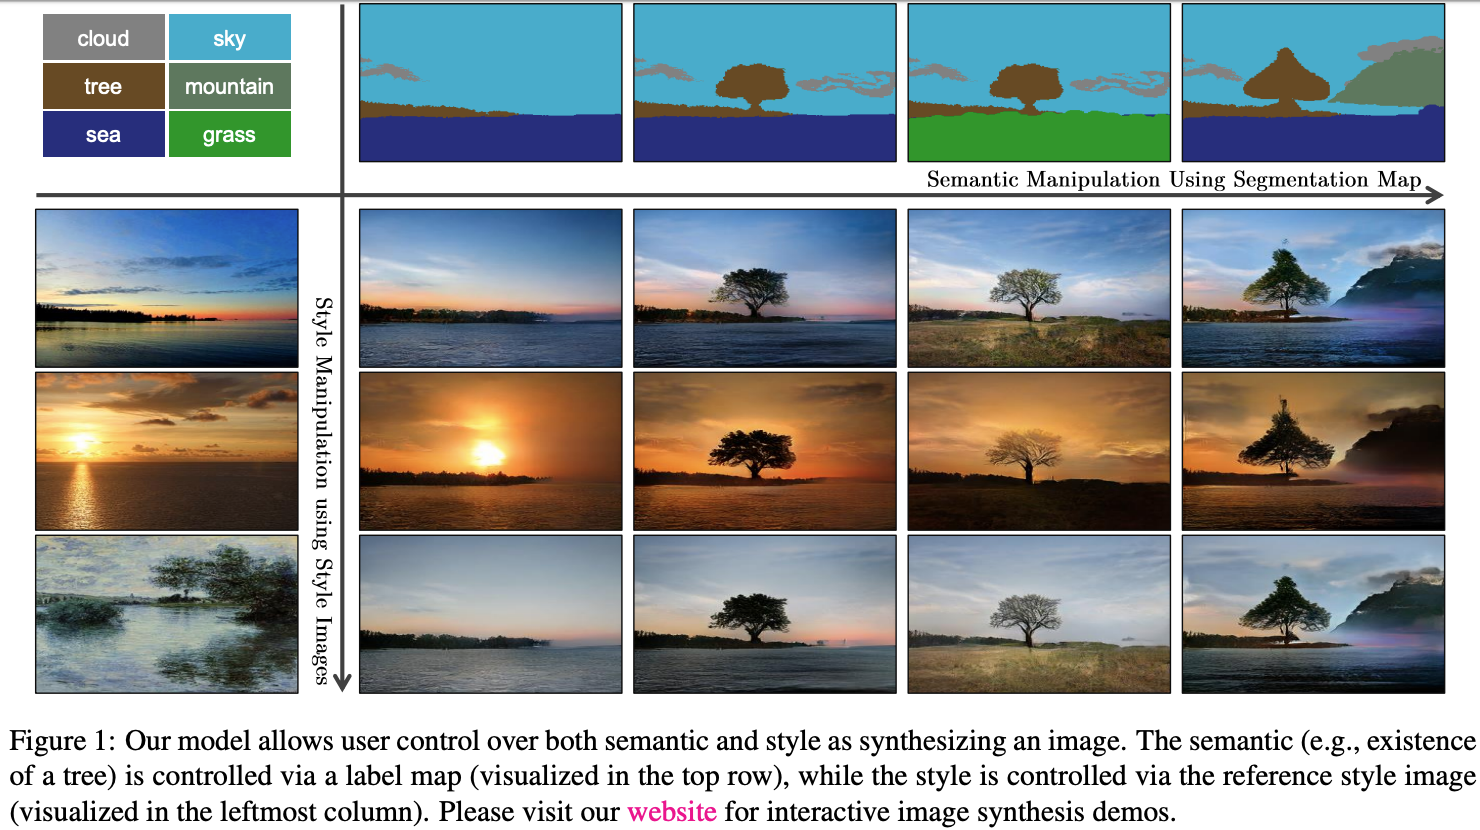 cloud
sky
tree
mountain
sea
grass
Semantic Manipulation Using Segmentation Map
Style Manipulation using Style Images
Figure 1: Our model allows user control over both semantic and style as synthesizing an image. The semantic (e.g., existence
of a tree) is controlled via a label map (visualized in the top row), while the style is controlled via the reference style image
(visualized in the leftmost column). Please visit our website for interactive image synthesis demos.